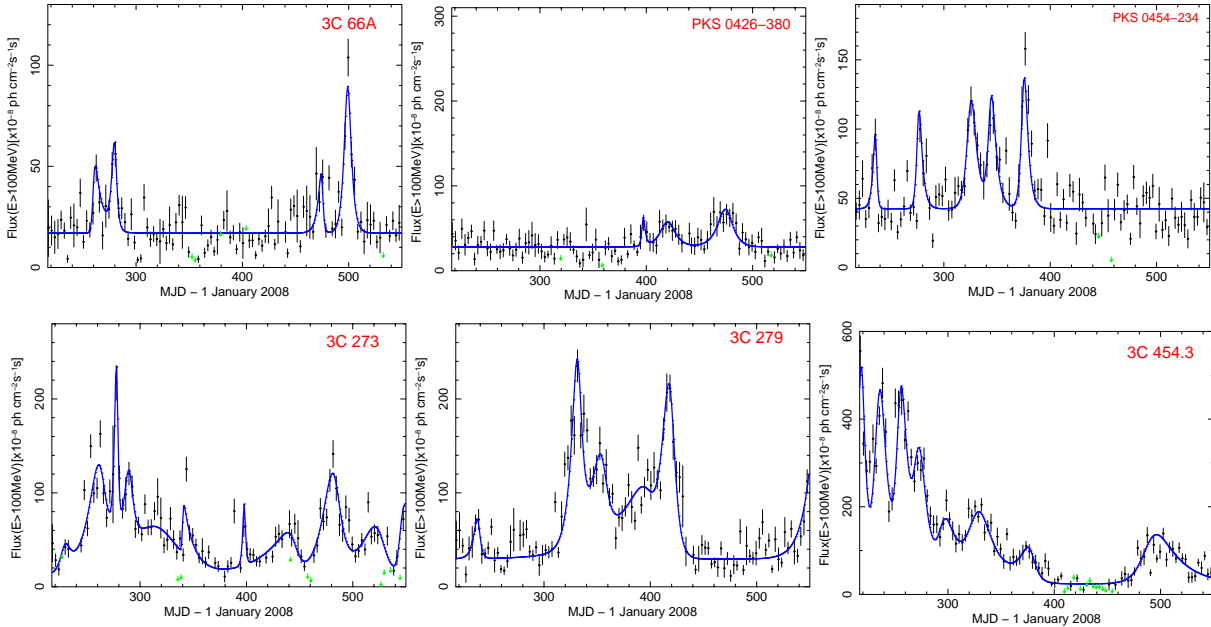 3C 66A
Flux(E>100MeV)[x10⁻⁸ ph cm⁻²s⁻¹s]
0 50 100
300 400 500
MJD − 1 January 2008
PKS 0426−380
Flux(E>100MeV)[x10⁻⁸ ph cm⁻²s⁻¹s]
0 100 200 300
300 400 500
MJD − 1 January 2008
PKS 0454−234
Flux(E>100MeV)[x10⁻⁸ ph cm⁻²s⁻¹s]
0 50 100 150
300 400 500
MJD − 1 January 2008
3C 273
Flux(E>100MeV)[x10⁻⁸ ph cm⁻²s⁻¹s]
0 100 200
300 400 500
MJD − 1 January 2008
3C 279
Flux(E>100MeV)[x10⁻⁸ ph cm⁻²s⁻¹s]
0 100 200
300 400 500
MJD − 1 January 2008
3C 454.3
Flux(E>100MeV)[x10⁻⁸ ph cm⁻²s⁻¹s]
0 200 400 600
300 400 500
MJD − 1 January 2008